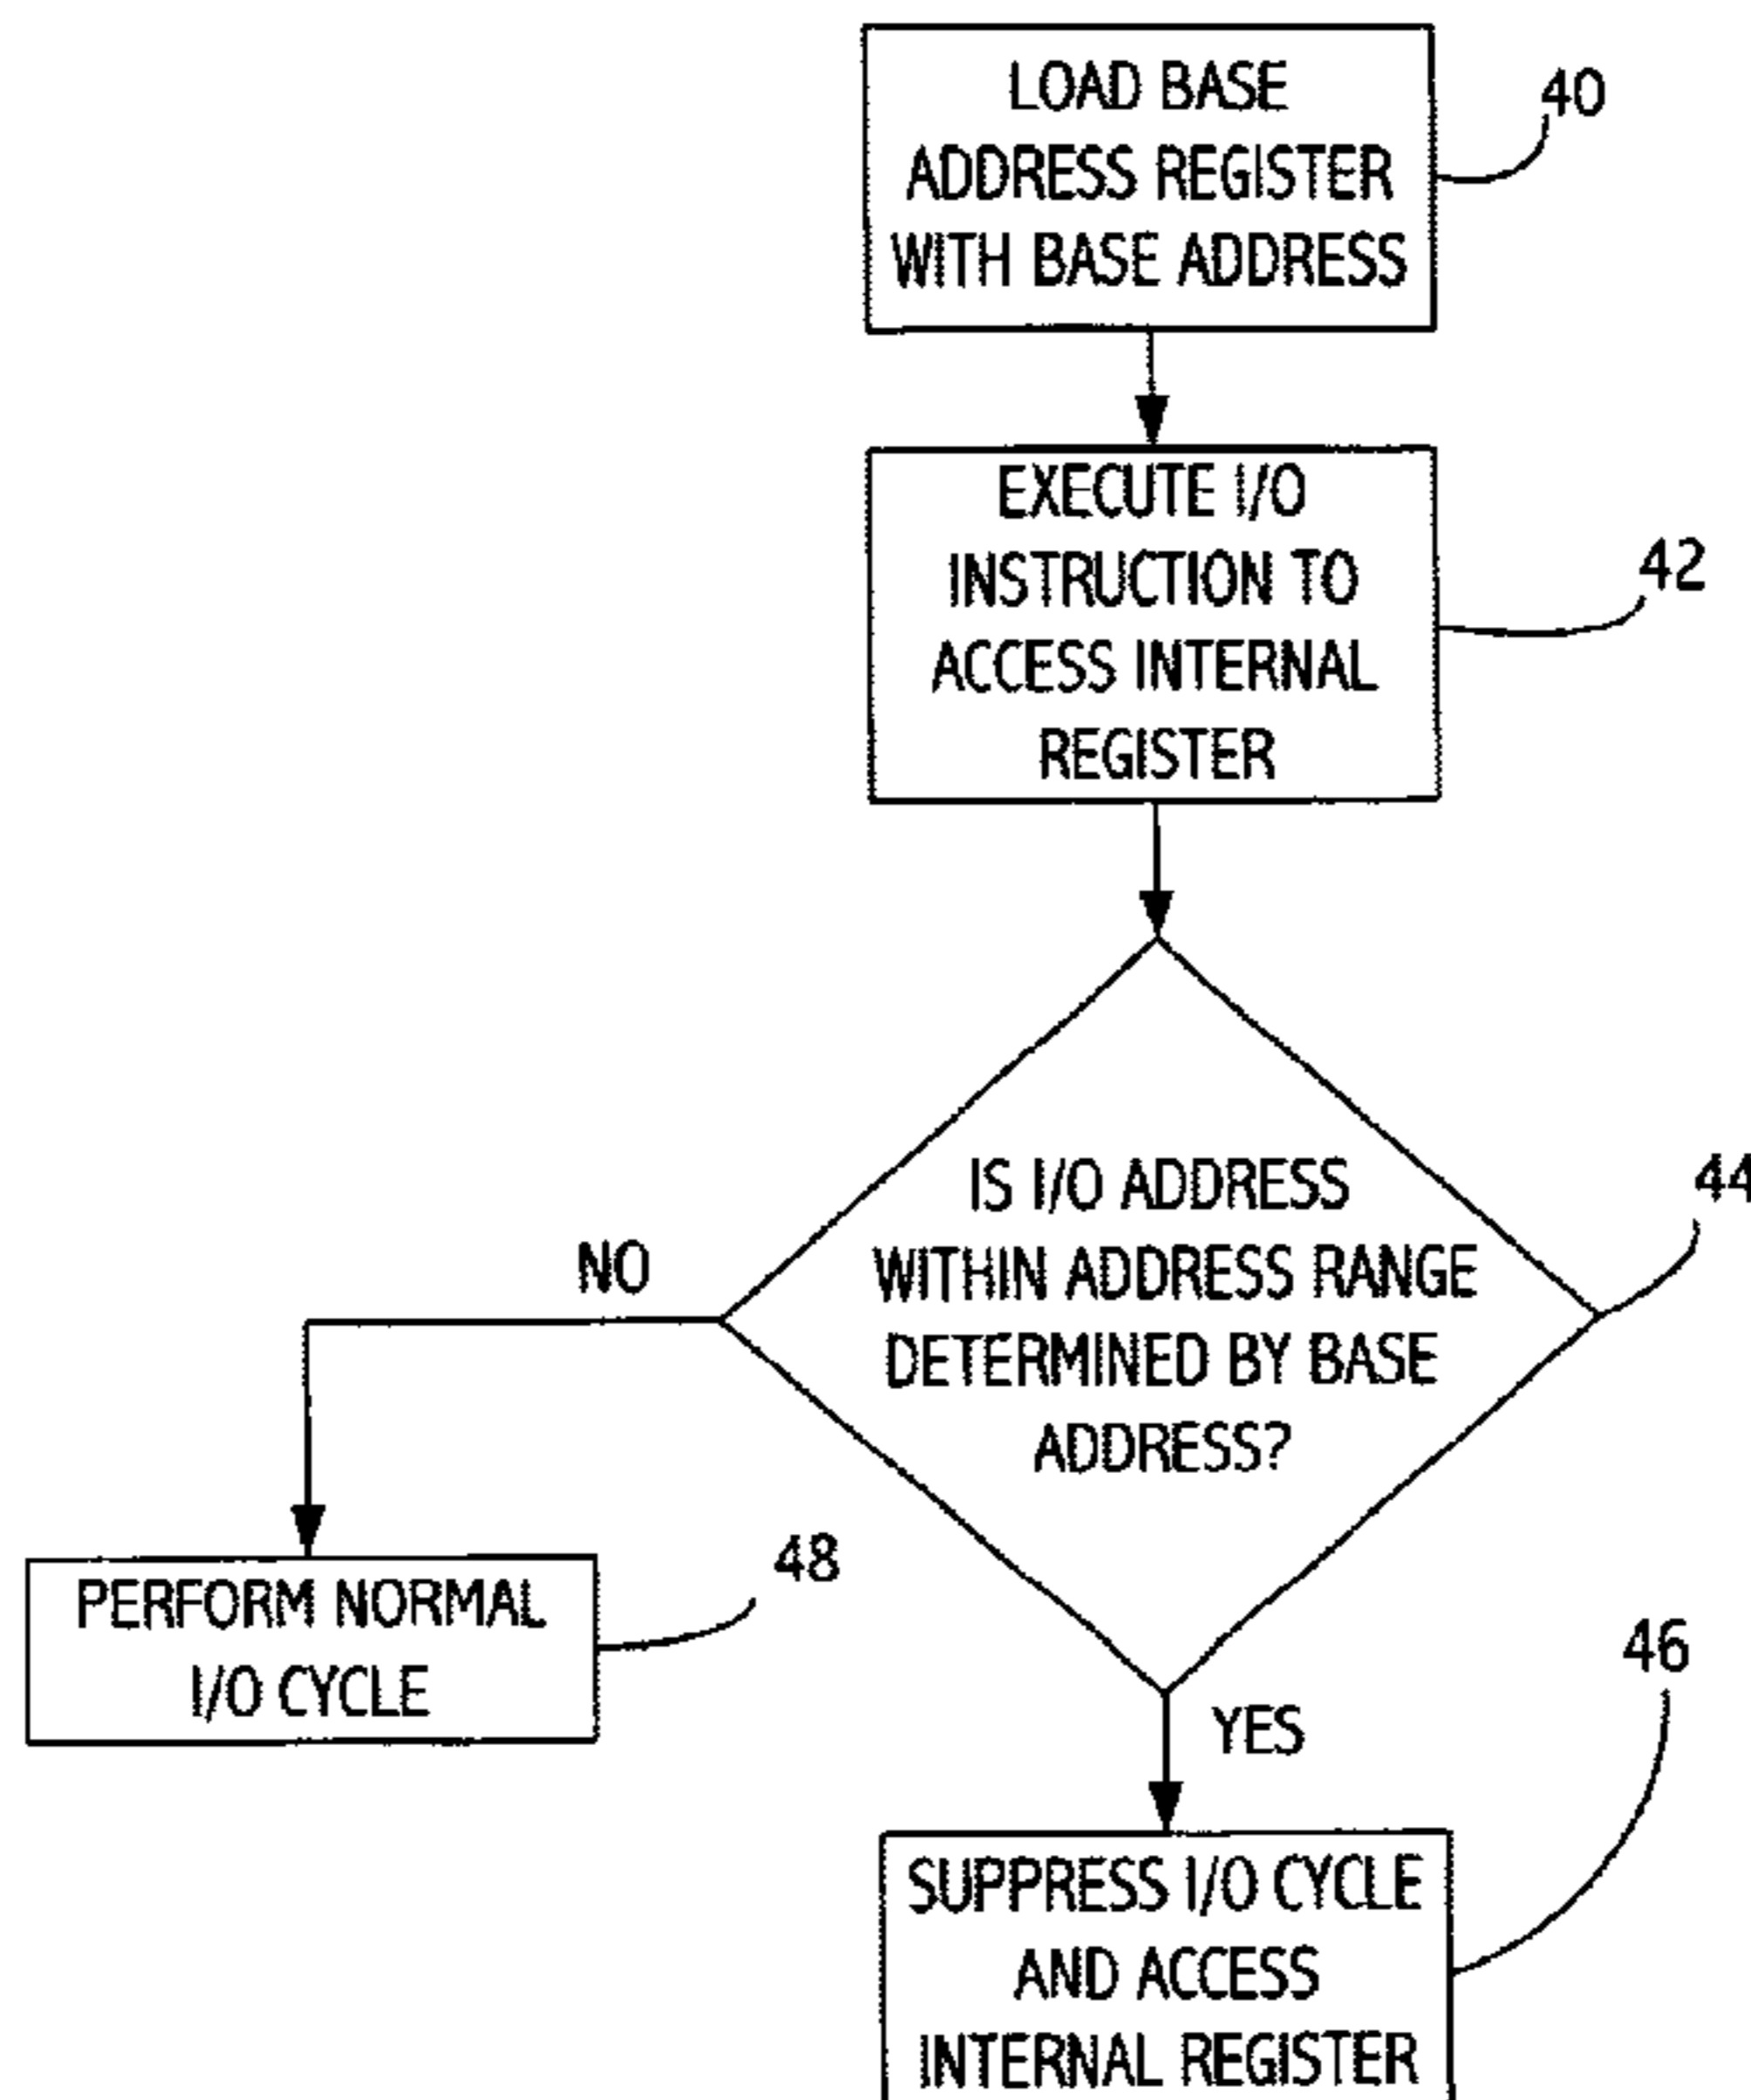 LOAD BASE
ADDRESS REGISTER
WITH BASE ADDRESS
40
EXECUTE I/O
INSTRUCTION TO
ACCESS INTERNAL
REGISTER
42
IS I/O ADDRESS
WITHIN ADDRESS RANGE
DETERMINED BY BASE
ADDRESS?
44
NO
PERFORM NORMAL
I/O CYCLE
48
YES
46
SUPPRESS I/O CYCLE
AND ACCESS
INTERNAL REGISTER